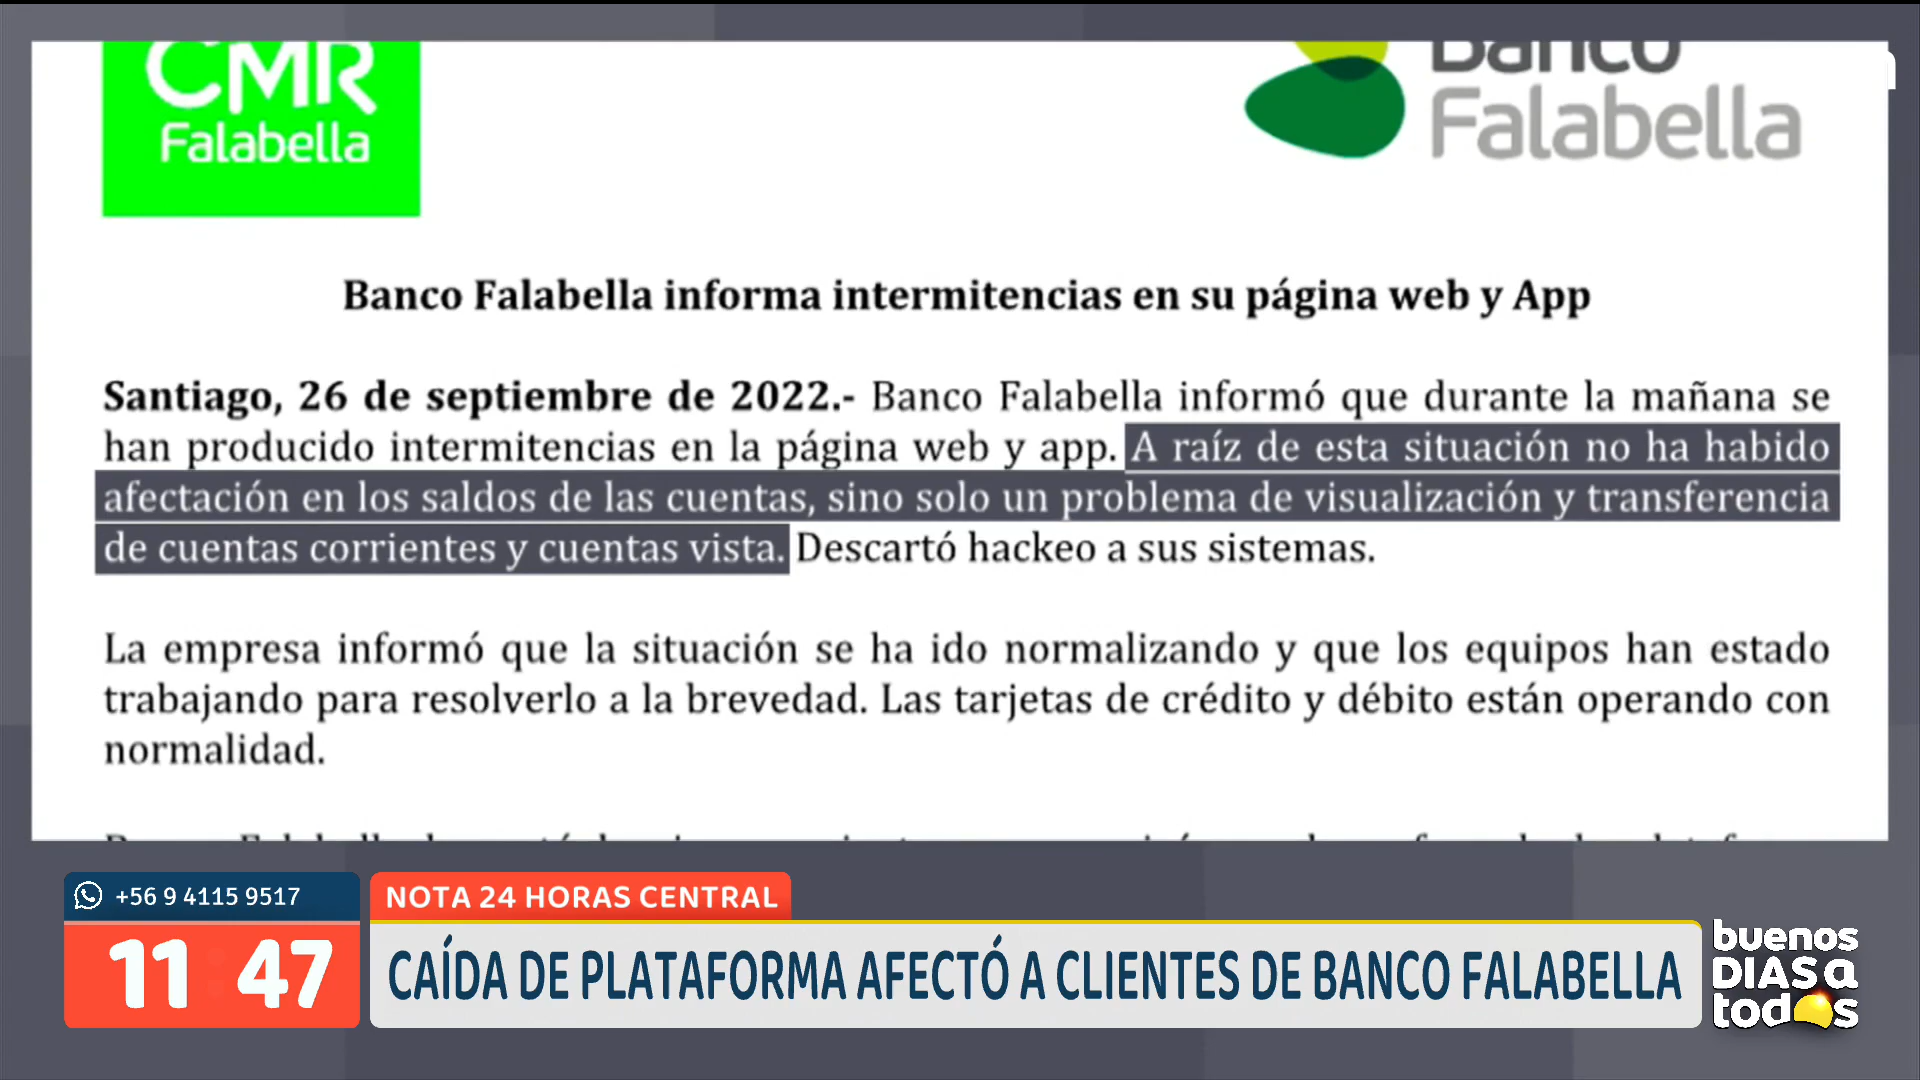 CMR
Falabella
Banco
Falabella
Banco Falabella informa intermitencias en su página web y App
Santiago, 26 de septiembre de 2022.- Banco Falabella informó que durante la mañana se
han producido intermitencias en la página web y app. A raíz de esta situación no ha habido
afectación en los saldos de las cuentas, sino solo un problema de visualización y transferencia
de cuentas corrientes y cuentas vista. Descartó hackeo a sus sistemas.
La empresa informó que la situación se ha ido normalizando y que los equipos han estado
trabajando para resolverlo a la brevedad. Las tarjetas de crédito y débito están operando con
normalidad.
+56 9 4115 9517
NOTA 24 HORAS CENTRAL
11 47
CAÍDA DE PLATAFORMA AFECTÓ A CLIENTES DE BANCO FALABELLA
buenos
DIAS a
todos